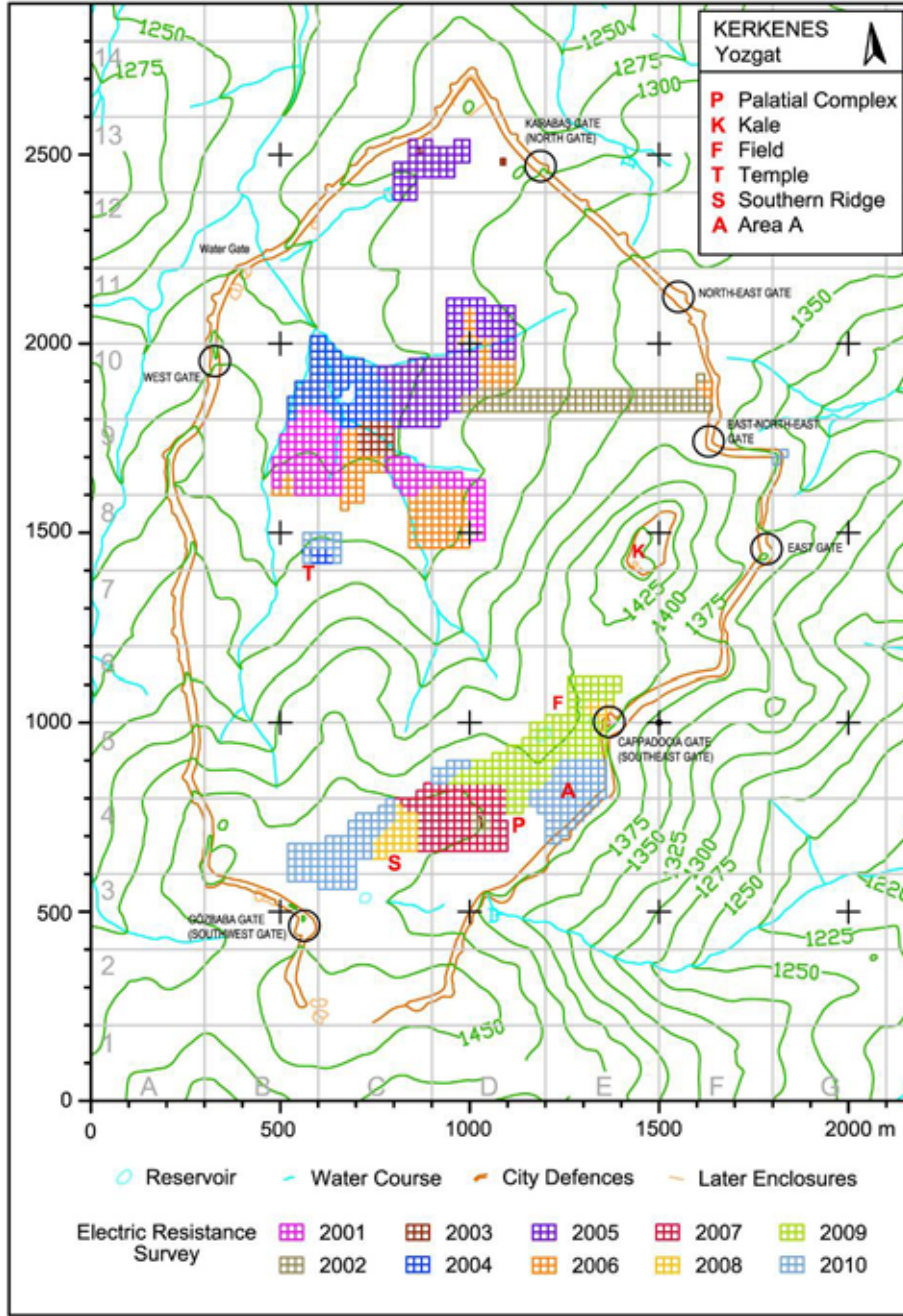 KERKENES
Yozgat
P Palatial Complex
K Kale
F Field
T Temple
S Southern Ridge
A Area A
1250
1275
1250
1275
1300
14
13
12
11
10
9
8
7
6
5
4
3
2
1
2500
2000
1500
1000
500
0
KARABAŞ GATE
(NORTH GATE)
Water Gate
NORTH-EAST GATE
1350
WEST GATE
EAST-NORTH-EAST
GATE
EAST GATE
K
1425
1400
1375
T
F
CAPPADOCIA GATE
(SOUTHEAST GATE)
A
P
S
1375
1350
1325
1300
1275
1250
1220
1225
1250
GÖZBABA GATE
(SOUTHWEST GATE)
1450
A B C D E F G
0 500 1000 1500 2000 m
Reservoir Water Course City Defences Later Enclosures
Electric Resistance
Survey
2001 2003 2005 2007 2009
2002 2004 2006 2008 2010